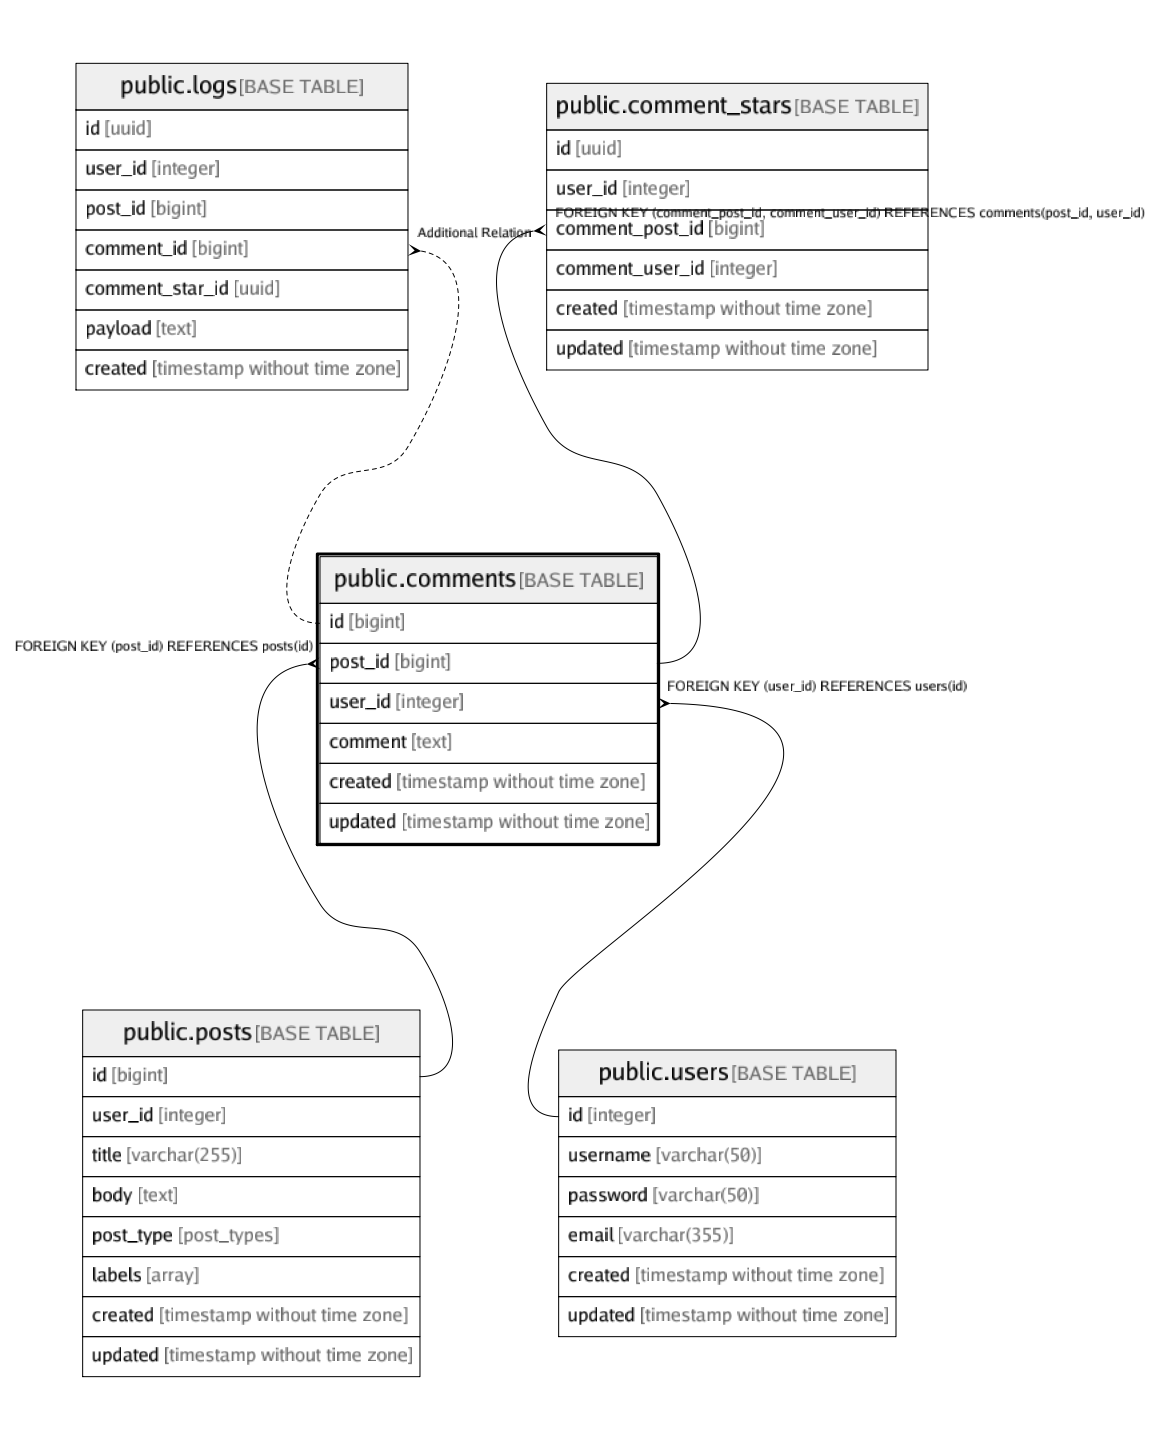 public.logs [BASE TABLE]
id [uuid]
user_id [integer]
post_id [bigint]
comment_id [bigint]
comment_star_id [uuid]
payload [text]
created [timestamp without time zone]
Additional Relation
public.comment_stars [BASE TABLE]
id [uuid]
user_id [integer]
FOREIGN KEY (comment_post_id, comment_user_id) REFERENCES comments(post_id, user_id)
comment_post_id [bigint]
comment_user_id [integer]
created [timestamp without time zone]
updated [timestamp without time zone]
public.comments [BASE TABLE]
id [bigint]
FOREIGN KEY (post_id) REFERENCES posts(id)
post_id [bigint]
FOREIGN KEY (user_id) REFERENCES users(id)
user_id [integer]
comment [text]
created [timestamp without time zone]
updated [timestamp without time zone]
public.posts [BASE TABLE]
id [bigint]
user_id [integer]
title [varchar(255)]
body [text]
post_type [post_types]
labels [array]
created [timestamp without time zone]
updated [timestamp without time zone]
public.users [BASE TABLE]
id [integer]
username [varchar(50)]
password [varchar(50)]
email [varchar(355)]
created [timestamp without time zone]
updated [timestamp without time zone]